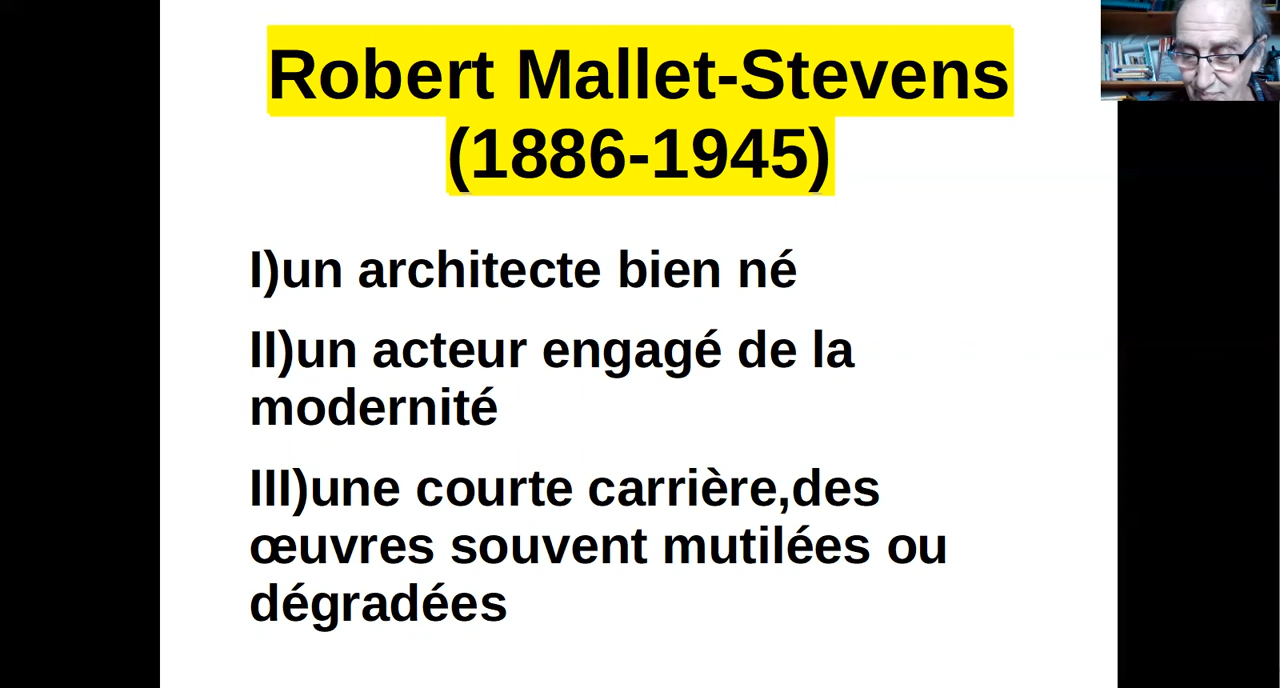 Robert Mallet-Stevens
(1886-1945)
I)un architecte bien né
II)un acteur engagé de la
modernité
III)une courte carrière,des
œuvres souvent mutilées ou
dégradées